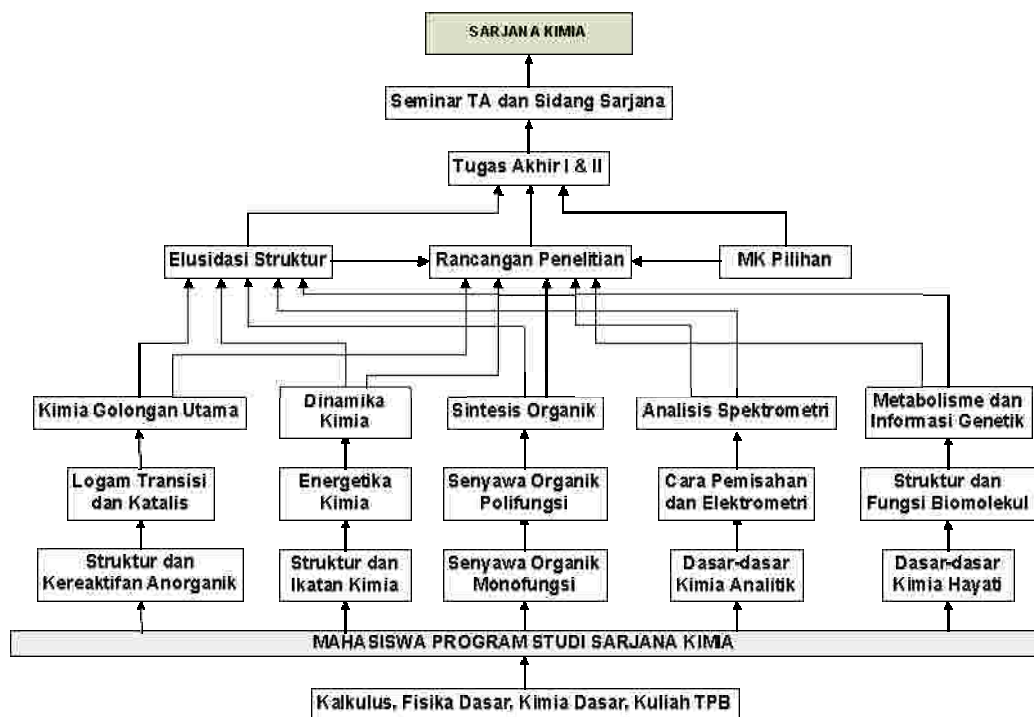 SARJANA KIMIA
Seminar TA dan Sidang Sarjana
Tugas Akhir I & II
Elusidasi Struktur
Rancangan Penelitian
MK Pilihan
Kimia Golongan Utama
Dinamika
Kimia
Sintesis Organik
Analisis Spektrometri
Metabolisme dan
Informasi Genetik
Logam Transisi
dan Katalis
Energetika
Kimia
Senyawa Organik
Polifungsi
Cara Pemisahan
dan Elektrometri
Struktur dan
Fungsi Biomolekul
Struktur dan
Kereaktifan Anorganik
Struktur dan
Ikatan Kimia
Senyawa Organik
Monofungsi
Dasar-dasar
Kimia Analitik
Dasar-dasar
Kimia Hayati
MAHASISWA PROGRAM STUDI SARJANA KIMIA
Kalkulus, Fisika Dasar, Kimia Dasar, Kuliah TPB